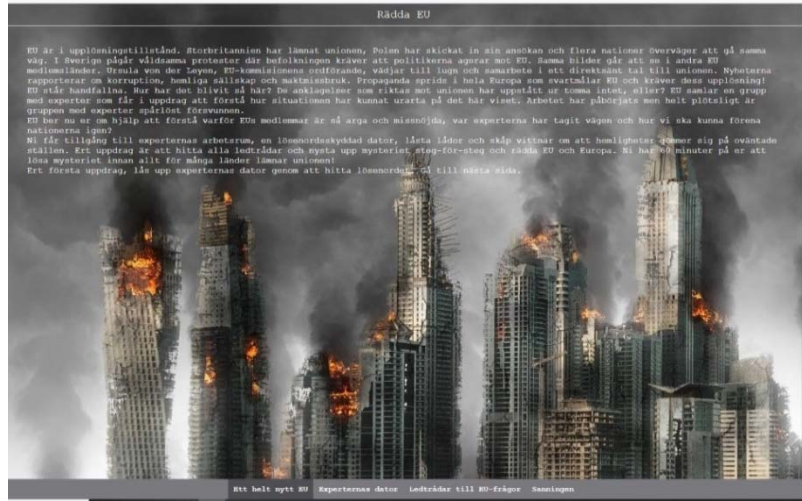 Rädda EU
EU är i upplösningstillstånd. Storbritannien har lämnat unionen, Polen har skickat in sin ansökan och flera nationer överväger att gå samma
väg. I Sverige pågår våldsamma protester där befolkningen kräver att politikerna agerar mot EU. Samma bilder går att se i andra EU
medlemsländer. Ursula von der Leyen, EU-kommissionens ordförande, vädjar till lugn och samarbete i ett direktsänt tal till unionen. Nyheterna
rapporterar om korruption, hemliga sällskap och maktmissbruk. Propaganda sprids i hela Europa som svartmålar EU och kräver dess upplösning!
EU står handfallna. Hur har det blivit så här? De anklagelser som riktas mot unionen har uppstått ur tomma intet, eller? EU samlar en grupp
med experter som får i uppdrag att förstå hur situationen har kunnat urarta på det här viset. Arbetet har påbörjats men helt plötsligt är
gruppen med experter spårlöst försvunnen.
EU ber nu er om hjälp att förstå varför EUs medlemmar är så arga och missnöjda, var experterna har tagit vägen och hur vi ska kunna förena
nationerna igen?
Ni får tillgång till experternas arbetsrum, en lösenordsskyddad dator, låsta lådor och skåp vittnar om att hemligheter gömmer sig på oväntade
ställen. Ert uppdrag är att hitta alla ledtrådar och nysta upp mysteriet steg-för-steg och rädda EU och Europa. Ni har 60 minuter på er att
lösa mysteriet innan allt för många länder lämnar unionen!
Ert första uppdrag, lås upp experternas dator genom att hitta lösenordet. Gå till nästa sida.
Ett helt nytt EU Experternas dator Ledtrådar till EU-frågor Sanningen